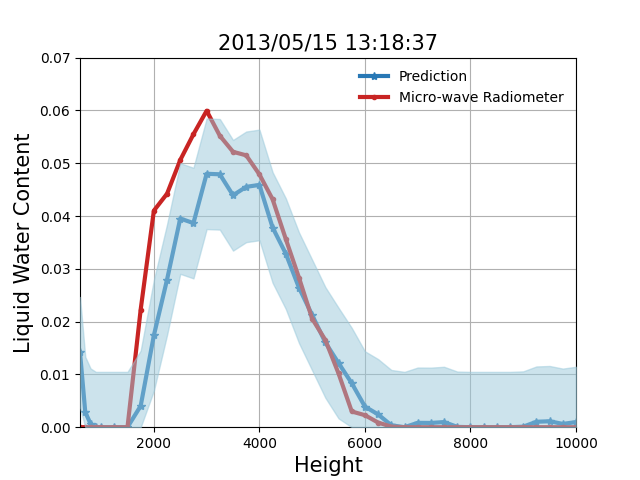 2013/05/15 13:18:37
0.07
0.06
0.05
0.04
0.03
0.02
0.01
0.00
Liquid Water Content
Prediction
Micro-wave Radiometer
2000 4000 6000 8000 10000
Height